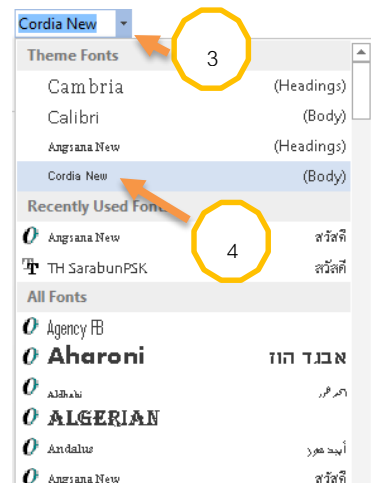 Cordia New
3
Theme Fonts
Cambria (Headings)
Calibri (Body)
Angsana New (Headings)
Cordia New (Body)
Recently Used Fonts
Angsana New สวัสดี
TH SarabunPSK สวัสดี
4
All Fonts
Agency FB
Aharoni אבגד הוז
Aldhabi
ALGERIAN
Andalus أبجد هوز
Angsana New สวัสดี